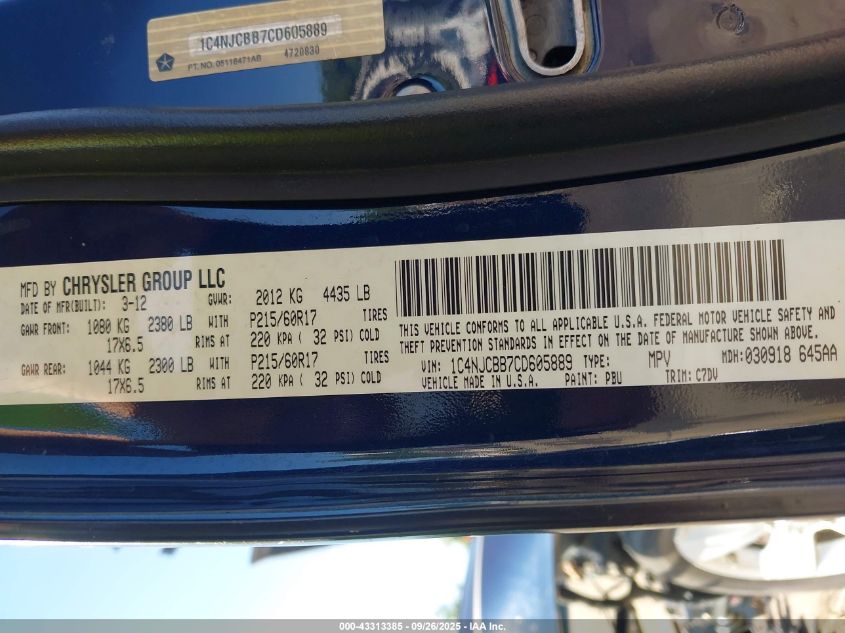 1C4NJCBB7CD605889
PT. NO. 05116471AB 4720830
MFD BY CHRYSLER GROUP LLC
DATE OF MFR(BUILT): 3-12 GVWR: 2012 KG 4435 LB
GAWR FRONT: 1080 KG 2380 LB WITH P215/60R17 TIRES
17X6.5 RIMS AT 220 KPA ( 32 PSI) COLD
GAWR REAR: 1044 KG 2300 LB WITH P215/60R17 TIRES
17X6.5 RIMS AT 220 KPA ( 32 PSI) COLD
THIS VEHICLE CONFORMS TO ALL APPLICABLE U.S.A. FEDERAL MOTOR VEHICLE SAFETY AND
THEFT PREVENTION STANDARDS IN EFFECT ON THE DATE OF MANUFACTURE SHOWN ABOVE.
VIN: 1C4NJCBB7CD605889 TYPE: MPV MDH:030918 645AA
VEHICLE MADE IN U.S.A. PAINT: PBU TRIM: C7DV
000-43313385 - 09/26/2025 - IAA Inc.